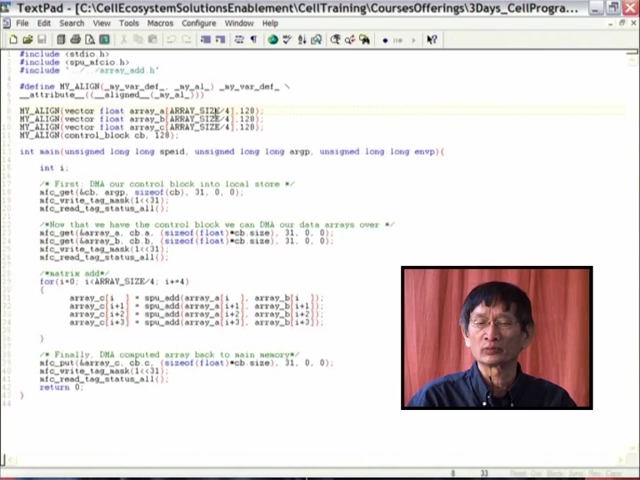 TextPad - [C:\CellEcosystemSolutionsEnablement\CellTraining\CoursesOfferings\3Days_CellProgra...
File Edit Search View Tools Macros Configure Window Help
#include <stdio.h>
#include <spu_mfcio.h>
#include "../../array_add.h"
#define MY_ALIGN(_my_var_def_, _my_al_) _my_var_def_ \
__attribute__((__aligned__(_my_al_)))
MY_ALIGN(vector float array_a[ARRAY_SIZE/4],128);
MY_ALIGN(vector float array_b[ARRAY_SIZE/4],128);
MY_ALIGN(vector float array_c[ARRAY_SIZE/4],128);
MY_ALIGN(control_block cb, 128);
int main(unsigned long long speid, unsigned long long argp, unsigned long long envp){
int i;
/* First: DMA our control block into local store */
mfc_get(&cb, argp, sizeof(cb), 31, 0, 0);
mfc_write_tag_mask(1<<31);
mfc_read_tag_status_all();
/*Now that we have the control block we can DMA our data arrays over */
mfc_get(&array_a, cb.a, (sizeof(float)*cb.size), 31, 0, 0);
mfc_get(&array_b, cb.b, (sizeof(float)*cb.size), 31, 0, 0);
mfc_write_tag_mask(1<<31);
mfc_read_tag_status_all();
/*matrix add*/
for(i=0; i<ARRAY_SIZE/4; i+=4)
{
array_c[i ] = spu_add(array_a[i ], array_b[i ]);
array_c[i+1] = spu_add(array_a[i+1], array_b[i+1]);
array_c[i+2] = spu_add(array_a[i+2], array_b[i+2]);
array_c[i+3] = spu_add(array_a[i+3], array_b[i+3]);
}
/* Finally, DMA computed array back to main memory*/
mfc_put(&array_c, cb.c, (sizeof(float)*cb.size), 31, 0, 0);
mfc_write_tag_mask(1<<31);
mfc_read_tag_status_all();
return 0;
}
8 33